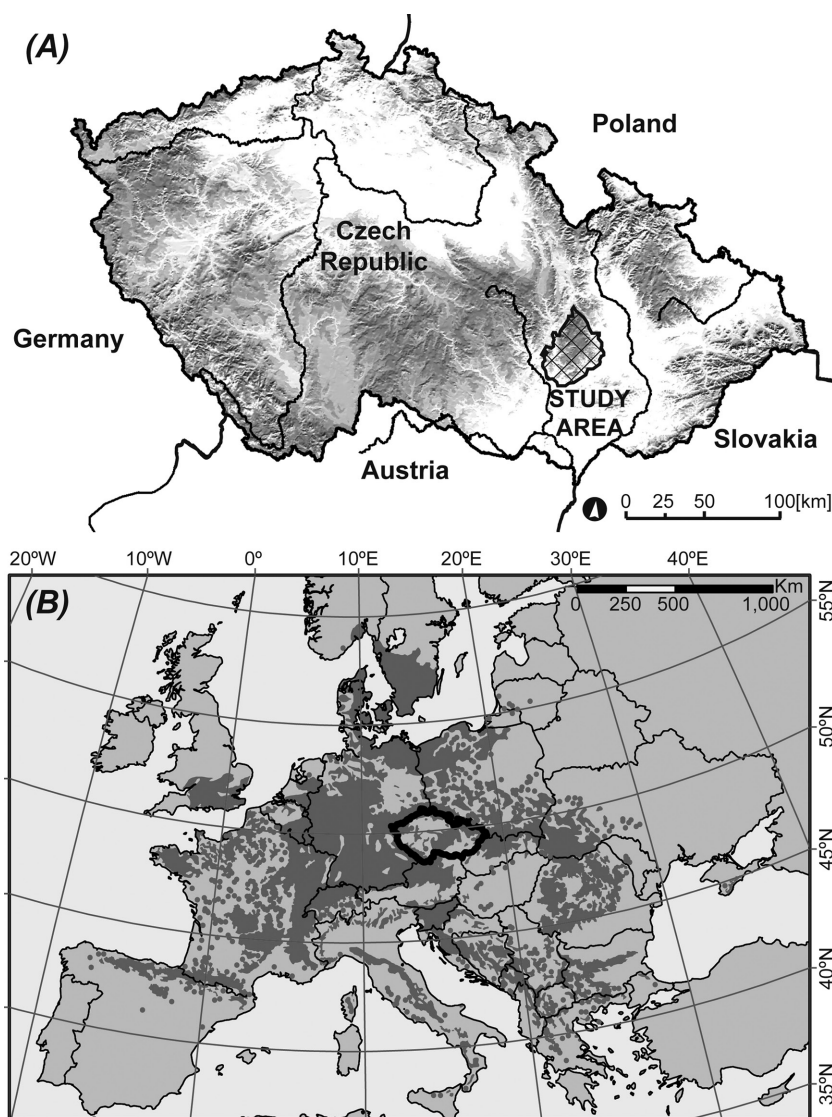 (A)
Poland
Czech
Republic
Germany
STUDY
AREA
Slovakia
Austria
0 25 50 100[km]
20ºW 10ºW 0º 10ºE 20ºE 30ºE 40ºE
(B)
Km
0 250 500 1,000
55ºN
50ºN
45ºN
40ºN
35ºN